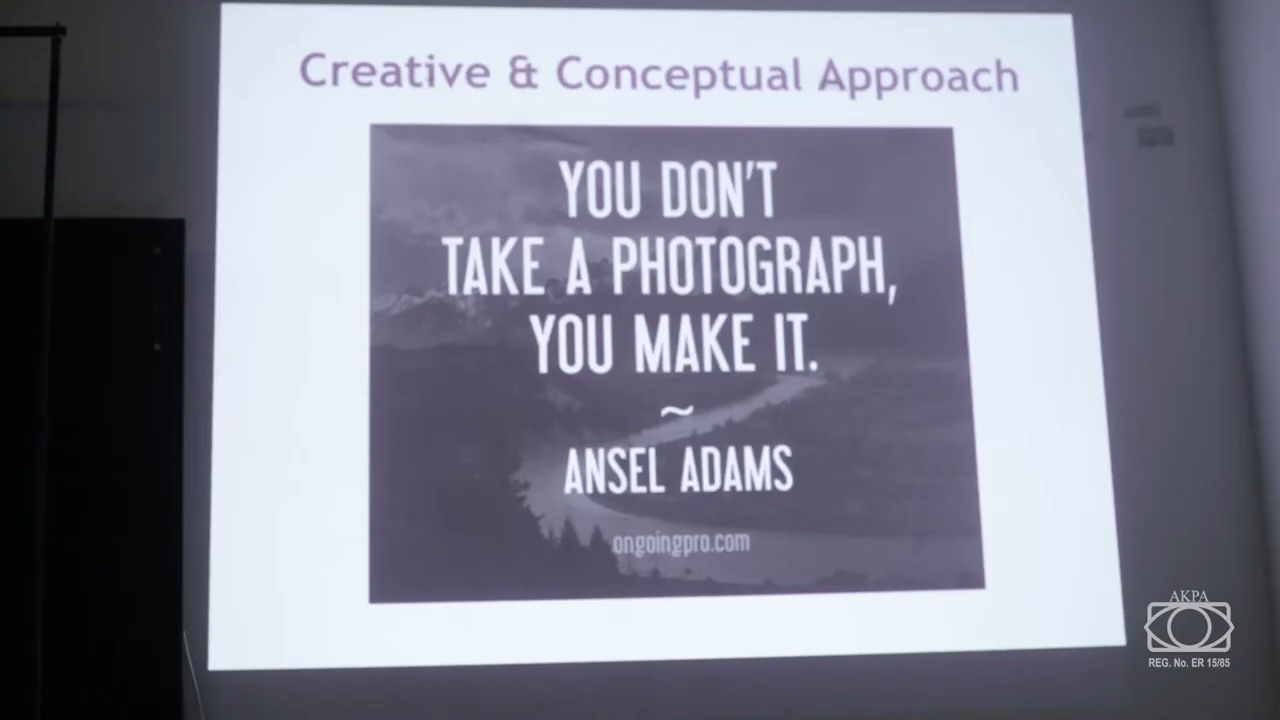 Creative & Conceptual Approach
YOU DON'T
TAKE A PHOTOGRAPH,
YOU MAKE IT.
~
ANSEL ADAMS
ongoingpro.com
AKPA
REG. No. ER 15/85